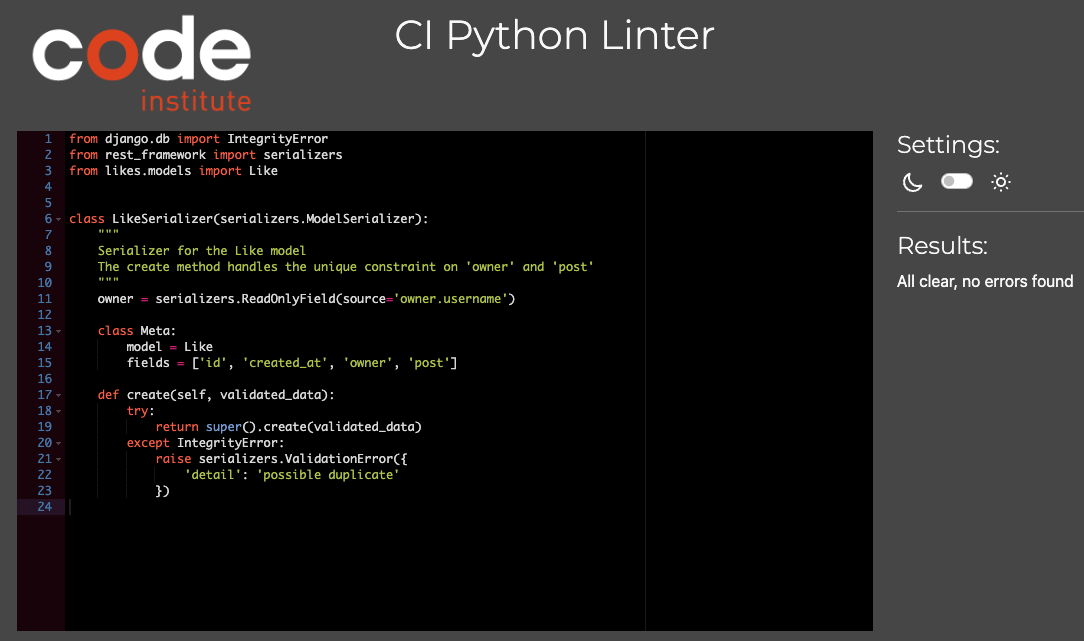 code
institute
CI Python Linter
1 from django.db import IntegrityError
2 from rest_framework import serializers
3 from likes.models import Like
4
5
6 class LikeSerializer(serializers.ModelSerializer):
7     """
8     Serializer for the Like model
9     The create method handles the unique constraint on 'owner' and 'post'
10     """
11     owner = serializers.ReadOnlyField(source='owner.username')
12
13     class Meta:
14         model = Like
15         fields = ['id', 'created_at', 'owner', 'post']
16
17     def create(self, validated_data):
18         try:
19             return super().create(validated_data)
20         except IntegrityError:
21             raise serializers.ValidationError({
22                 'detail': 'possible duplicate'
23             })
24
Settings:
Results:
All clear, no errors found